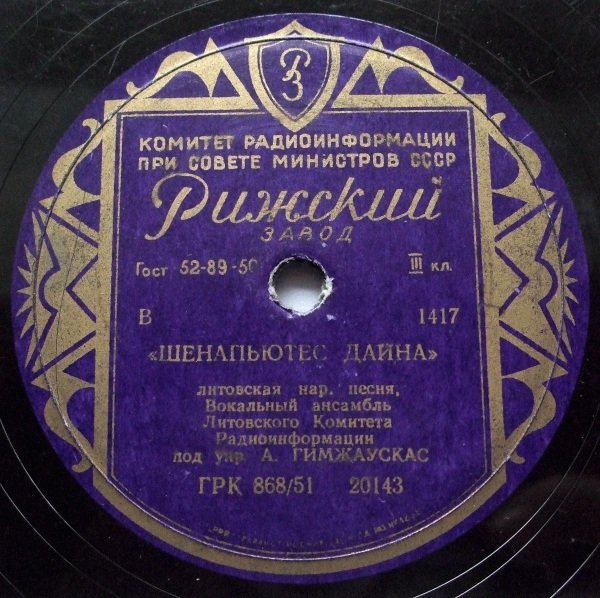 РЗ
КОМИТЕТ РАДИОИНФОРМАЦИИ
ПРИ СОВЕТЕ МИНИСТРОВ СССР
Рижский
ЗАВОД
Гост 52-89-50 III кл.
В 1417
«ШЕНАПЬЮТЕС ДАЙНА»
литовская нар. песня,
Вокальный ансамбль
Литовского Комитета
Радиоинформации
под упр. А. ГИМЖАУСКАС
ГРК 868/51 20143